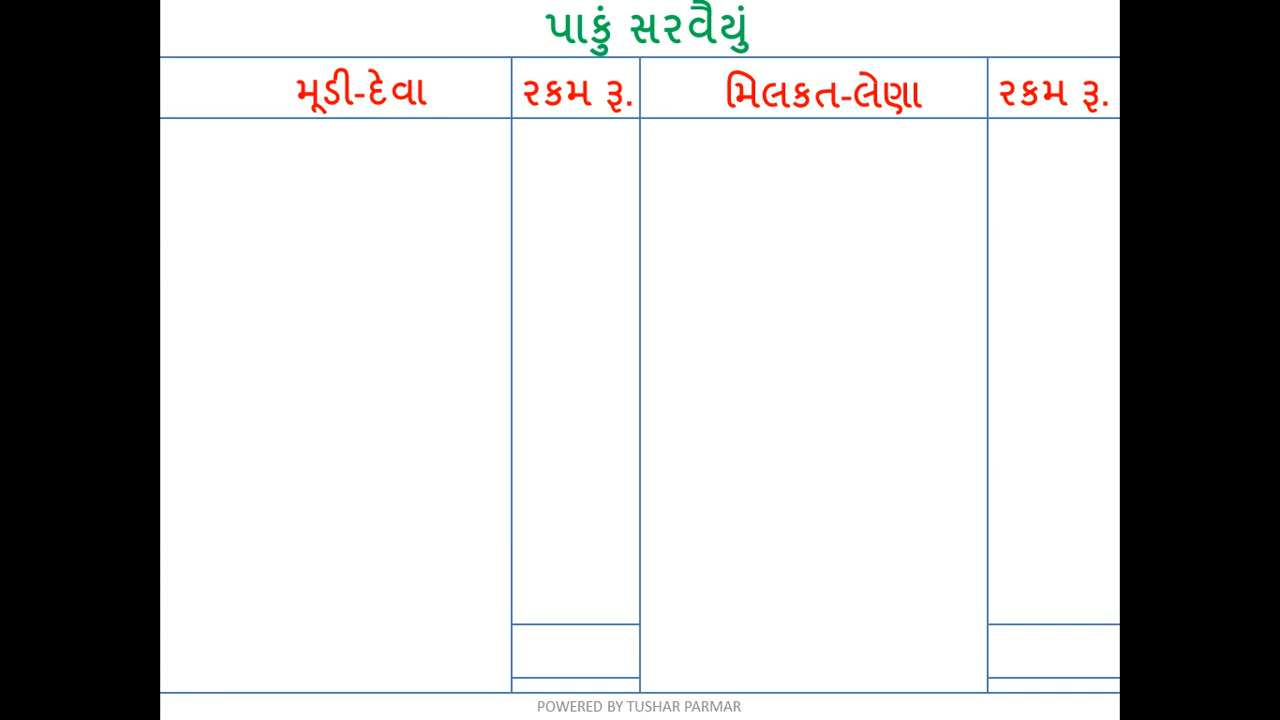 પાકું સરવૈયું
મૂડી-દેવા રકમ રૂ. મિલકત-લેણા રકમ રૂ.
POWERED BY TUSHAR PARMAR